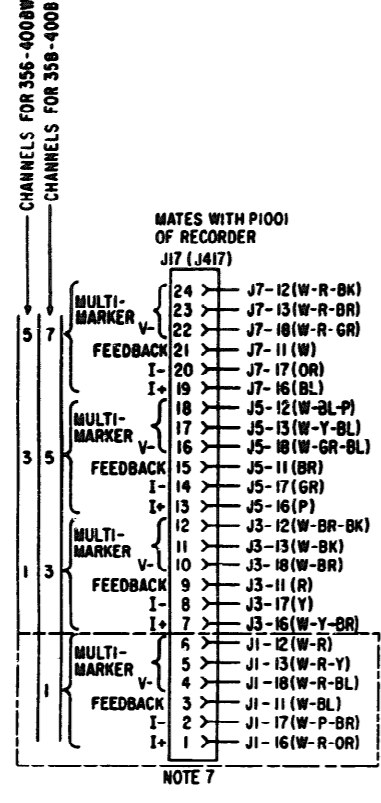 CHANNELS FOR 356-400BW
CHANNELS FOR 358-400B
MATES WITH P1001
OF RECORDER
J17 (J417)
24 J7-12(W-R-BK)
MULTI- 23 J7-13(W-R-BR)
MARKER V- 22 J7-18(W-R-GR)
5 7 FEEDBACK 21 J7-11(W)
I- 20 J7-17(OR)
I+ 19 J7-16(BL)
18 J5-12(W-BL-P)
MULTI- 17 J5-13(W-Y-BL)
MARKER V- 16 J5-18(W-GR-BL)
3 5 FEEDBACK 15 J5-11(BR)
I- 14 J5-17(GR)
I+ 13 J5-16(P)
12 J3-12(W-BR-BK)
MULTI- 11 J3-13(W-BK)
MARKER V- 10 J3-18(W-BR)
1 3 FEEDBACK 9 J3-11(R)
I- 8 J3-17(Y)
I+ 7 J3-16(W-Y-BR)
6 J1-12(W-R)
MULTI- 5 J1-13(W-R-Y)
MARKER V- 4 J1-18(W-R-BL)
1 FEEDBACK 3 J1-11(W-BL)
I- 2 J1-17(W-P-BR)
I+ 1 J1-16(W-R-OR)
NOTE 7